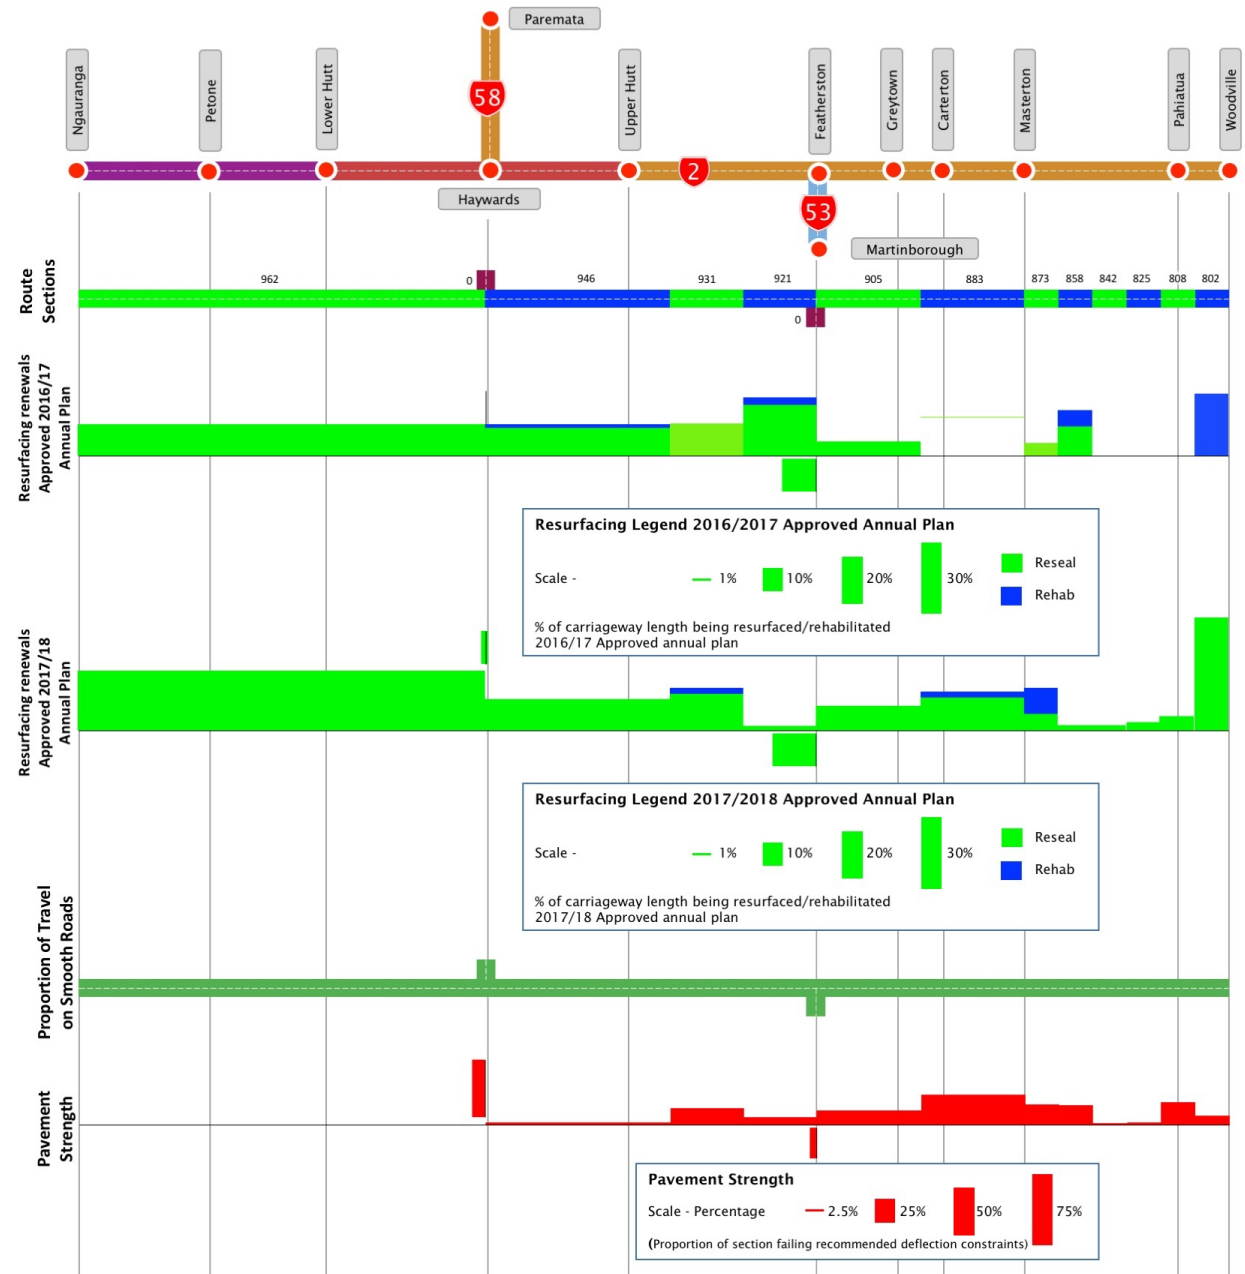 Paremata
Ngauranga
Petone
Lower Hutt
58
Upper Hutt
Featherston
Greytown
Carterton
Masterton
Pahiatua
Woodville
2
Haywards
53
Martinborough
Route
Sections
962
0
946
931
921
905
883
873
858
842
825
808
802
0
Resurfacing renewals
Approved 2016/17
Annual Plan
Resurfacing Legend 2016/2017 Approved Annual Plan
Scale - 1% 10% 20% 30%
Reseal
Rehab
% of carriageway length being resurfaced/rehabilitated
2016/17 Approved annual plan
Resurfacing renewals
Approved 2017/18
Annual Plan
Resurfacing Legend 2017/2018 Approved Annual Plan
Scale - 1% 10% 20% 30%
Reseal
Rehab
% of carriageway length being resurfaced/rehabilitated
2017/18 Approved annual plan
Proportion of Travel
on Smooth Roads
Pavement
Strength
Pavement Strength
Scale - Percentage 2.5% 25% 50% 75%
(Proportion of section failing recommended deflection constraints)